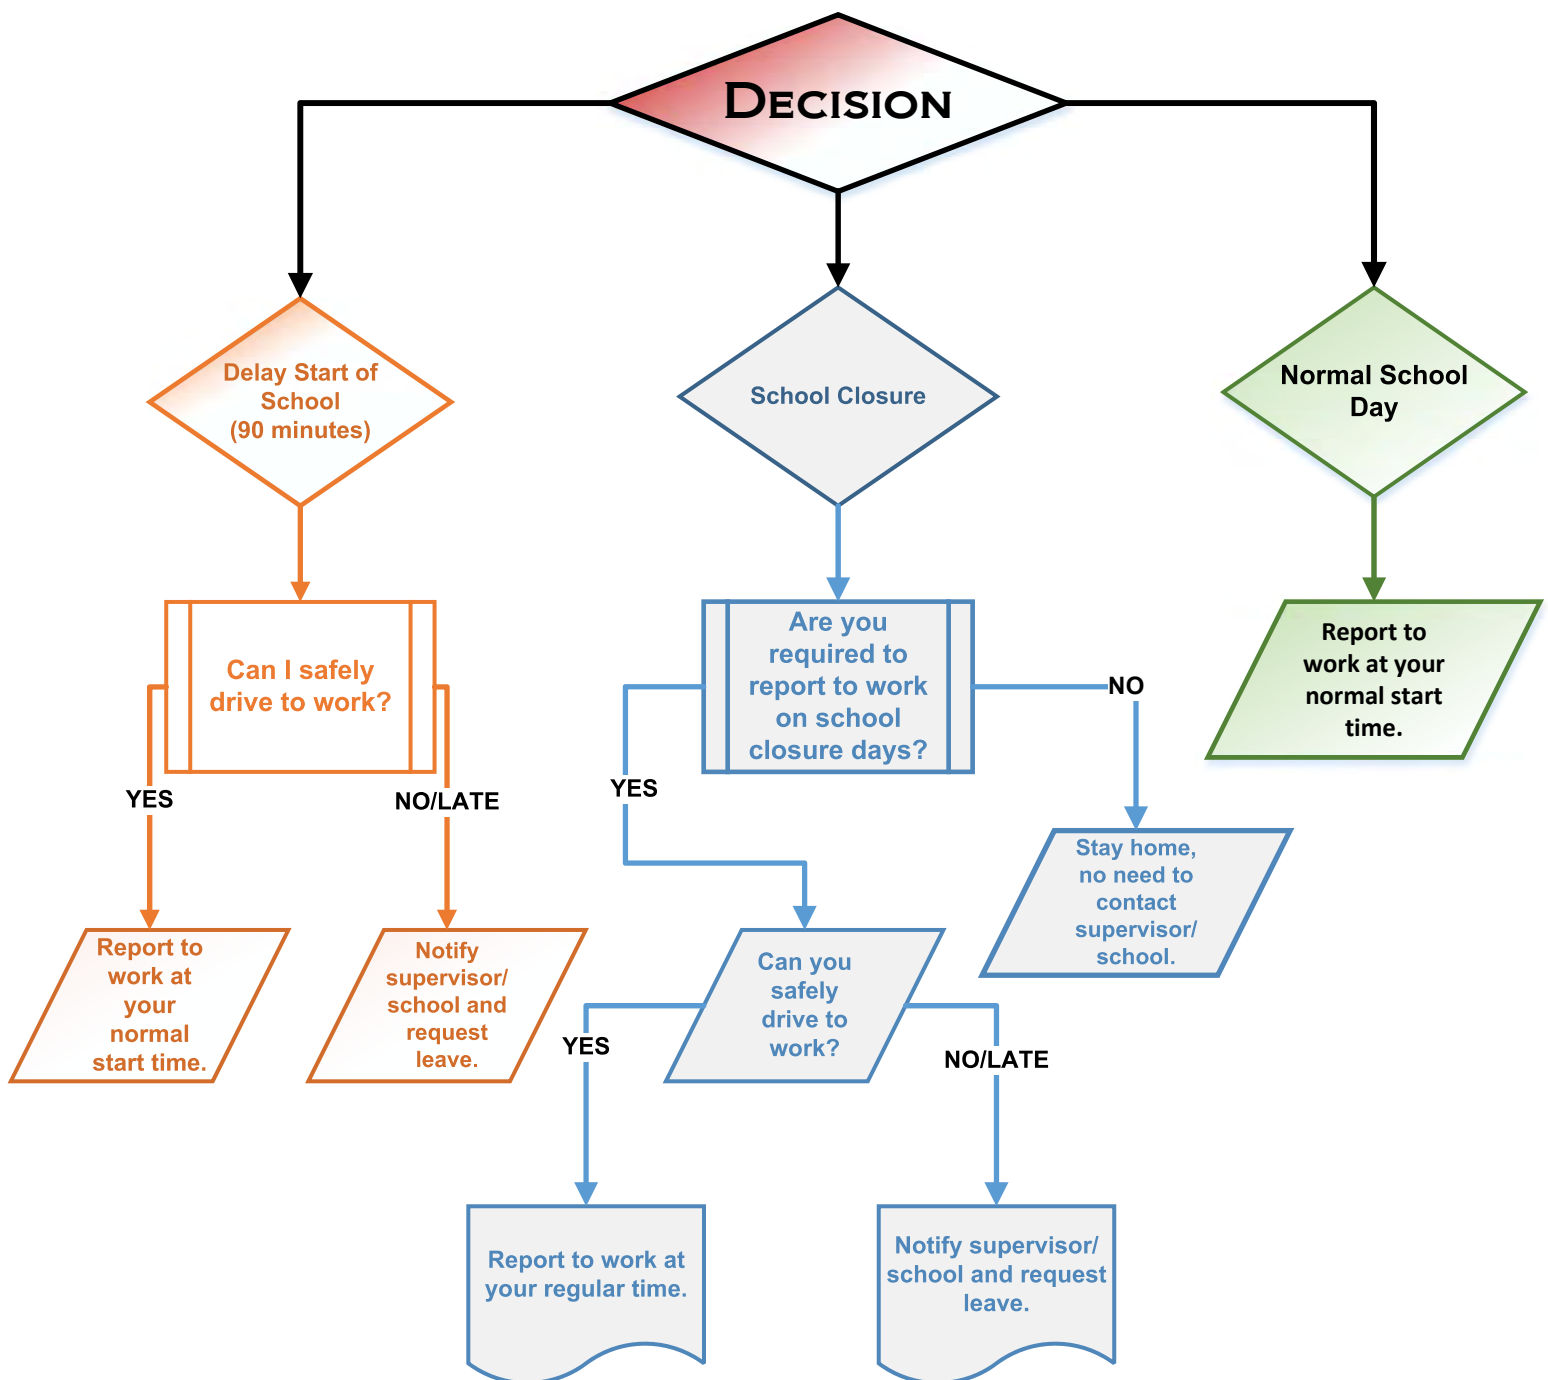 DECISION
Delay Start of
School
(90 minutes)
School Closure
Normal School
Day
Can I safely
drive to work?
Are you
required to
report to work
on school
closure days?
Report to
work at your
normal start
time.
NO
YES
YES
NO/LATE
Stay home,
no need to
contact
supervisor/
school.
Report to
work at
your
normal
start time.
Notify
supervisor/
school and
request
leave.
Can you
safely
drive to
work?
YES
NO/LATE
Report to work at
your regular time.
Notify supervisor/
school and request
leave.